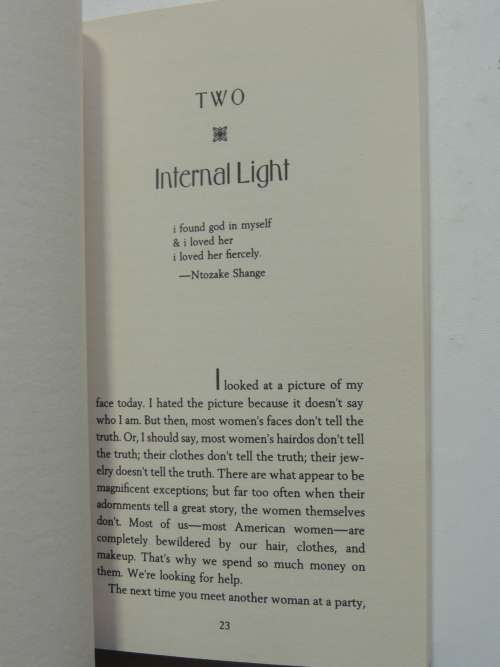 TWO
Internal Light
i found god in myself
& i loved her
i loved her fiercely.
—Ntozake Shange
I looked at a picture of my
face today. I hated the picture because it doesn't say
who I am. But then, most women's faces don't tell the
truth. Or, I should say, most women's hairdos don't tell
the truth; their clothes don't tell the truth; their jew-
elry doesn't tell the truth. There are what appear to be
magnificent exceptions; but far too often when their
adornments tell a great story, the women themselves
don't. Most of us—most American women—are
completely bewildered by our hair, clothes, and
makeup. That's why we spend so much money on
them. We're looking for help.
The next time you meet another woman at a party,
23